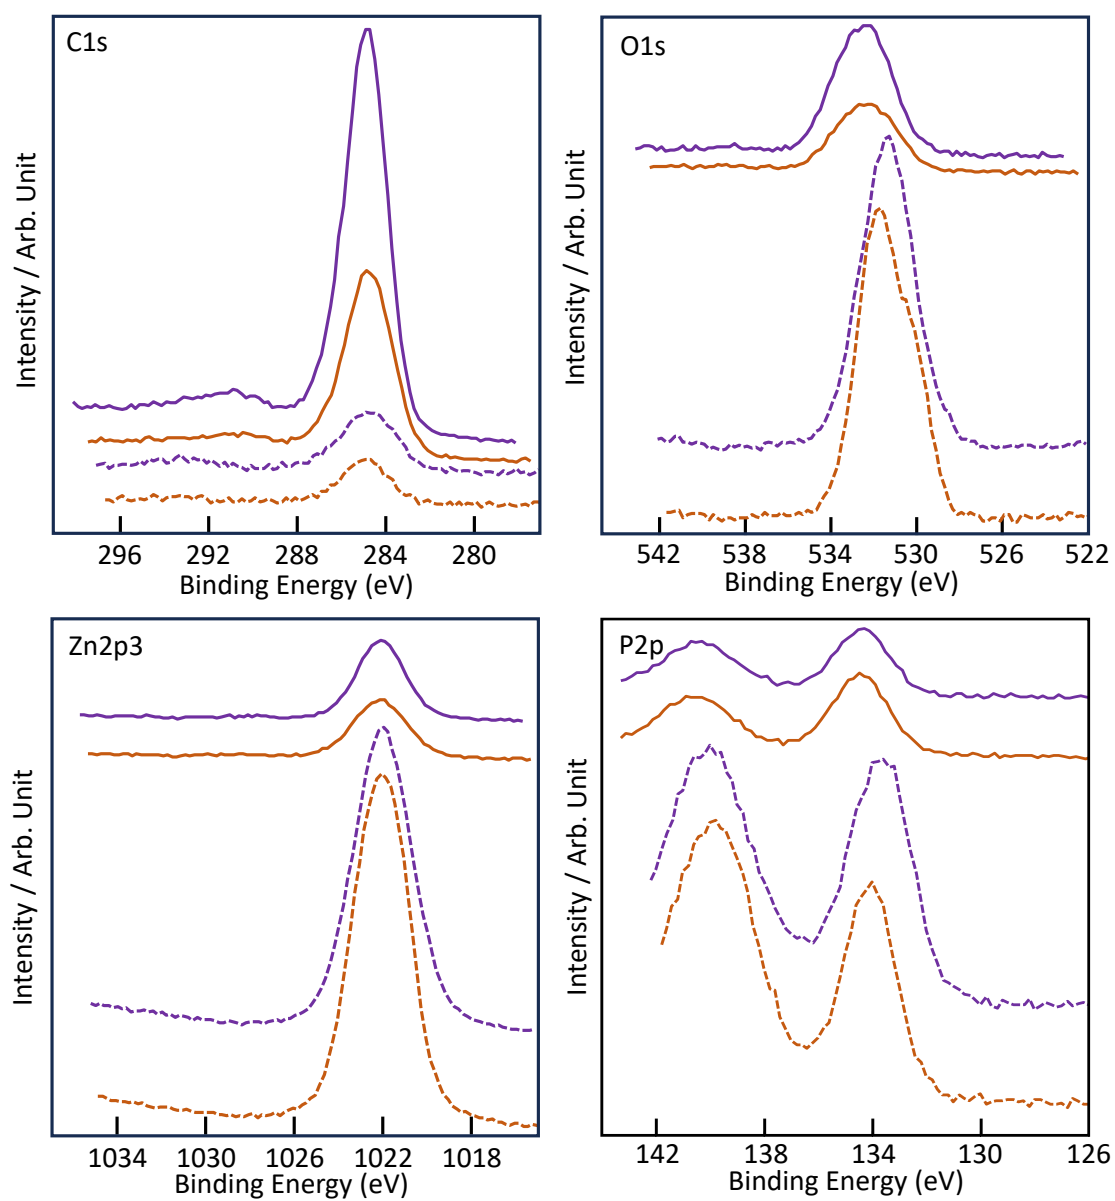 C1s
Intensity / Arb. Unit
296 292 288 284 280
Binding Energy (eV)
O1s
Intensity / Arb. Unit
542 538 534 530 526 522
Binding Energy (eV)
Zn2p3
Intensity / Arb. Unit
1034 1030 1026 1022 1018
Binding Energy (eV)
P2p
Intensity / Arb. Unit
142 138 134 130 126
Binding Energy (eV)